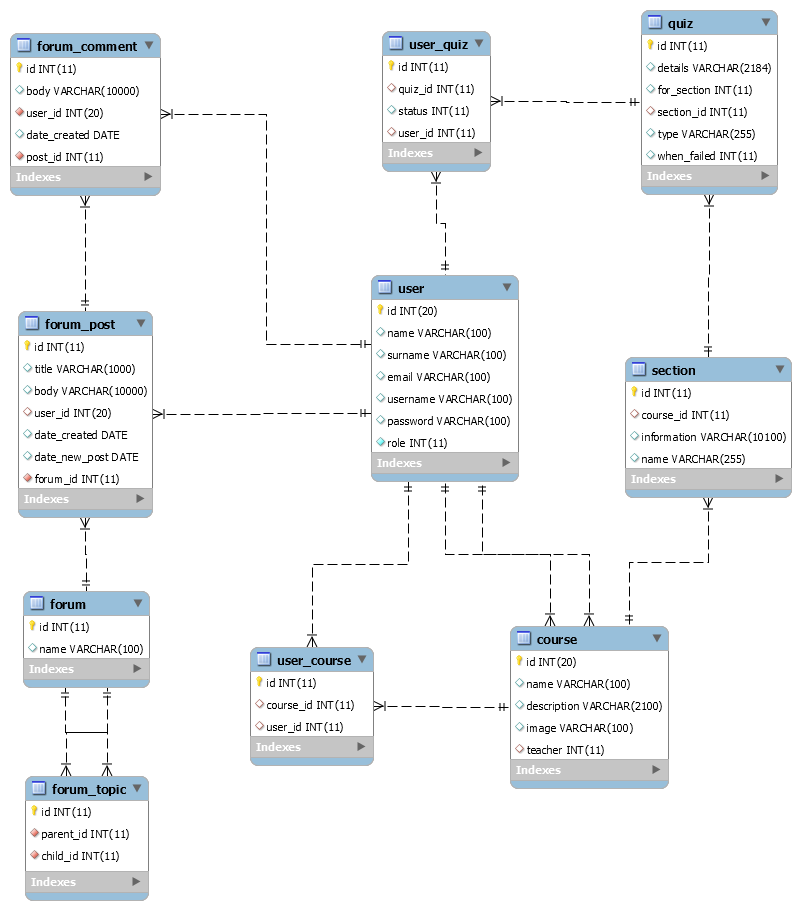 forum_comment
id INT(11)
body VARCHAR(10000)
user_id INT(20)
date_created DATE
post_id INT(11)
Indexes
user_quiz
id INT(11)
quiz_id INT(11)
status INT(11)
user_id INT(11)
Indexes
quiz
id INT(11)
details VARCHAR(2184)
for_section INT(11)
section_id INT(11)
type VARCHAR(255)
when_failed INT(11)
Indexes
forum_post
id INT(11)
title VARCHAR(1000)
body VARCHAR(10000)
user_id INT(20)
date_created DATE
date_new_post DATE
forum_id INT(11)
Indexes
user
id INT(20)
name VARCHAR(100)
surname VARCHAR(100)
email VARCHAR(100)
username VARCHAR(100)
password VARCHAR(100)
role INT(11)
Indexes
section
id INT(11)
course_id INT(11)
information VARCHAR(10100)
name VARCHAR(255)
Indexes
forum
id INT(11)
name VARCHAR(100)
Indexes
user_course
id INT(11)
course_id INT(11)
user_id INT(11)
Indexes
course
id INT(20)
name VARCHAR(100)
description VARCHAR(2100)
image VARCHAR(100)
teacher INT(11)
Indexes
forum_topic
id INT(11)
parent_id INT(11)
child_id INT(11)
Indexes